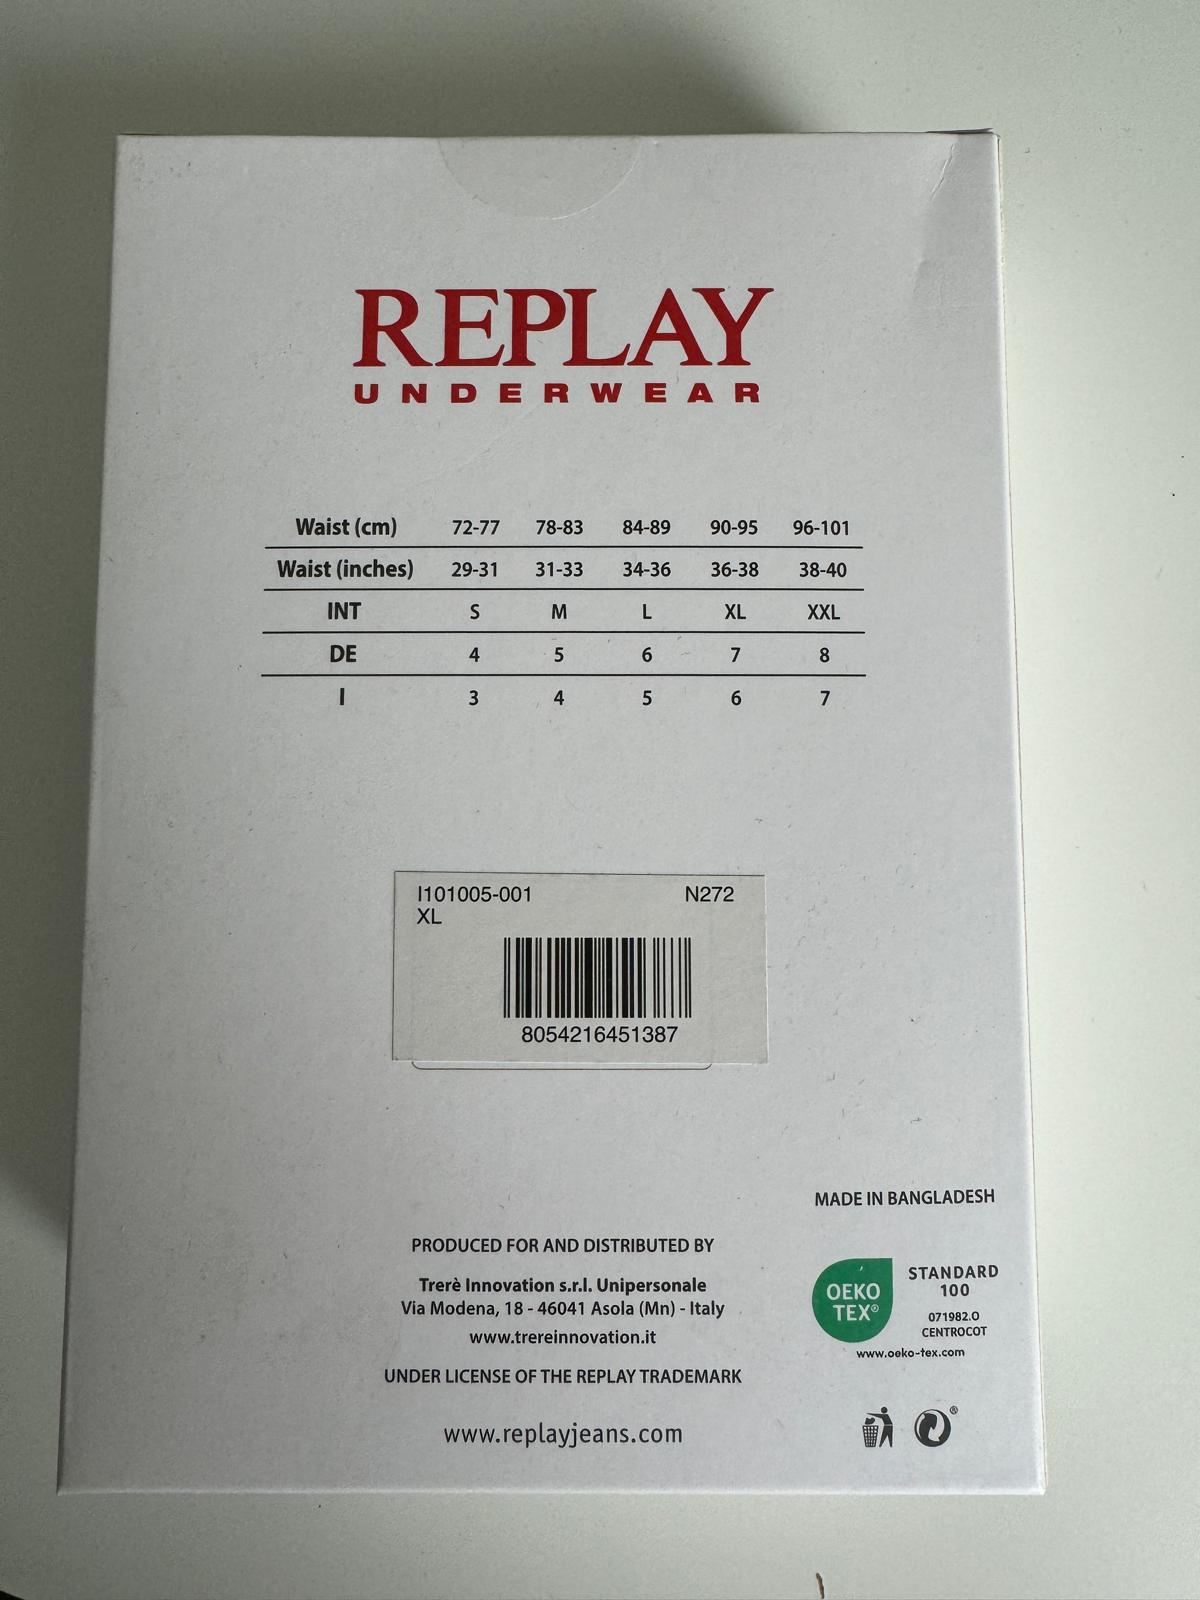 REPLAY
UNDERWEAR
Waist (cm) 72-77 78-83 84-89 90-95 96-101
Waist (inches) 29-31 31-33 34-36 36-38 38-40
INT S M L XL XXL
DE 4 5 6 7 8
I 3 4 5 6 7
I101005-001 N272
XL
8054216451387
MADE IN BANGLADESH
PRODUCED FOR AND DISTRIBUTED BY
Trerè Innovation s.r.l. Unipersonale
Via Modena, 18 - 46041 Asola (Mn) - Italy
www.trereinnovation.it
UNDER LICENSE OF THE REPLAY TRADEMARK
www.replayjeans.com
OEKO
TEX®
STANDARD
100
071982.O
CENTROCOT
www.oeko-tex.com
®